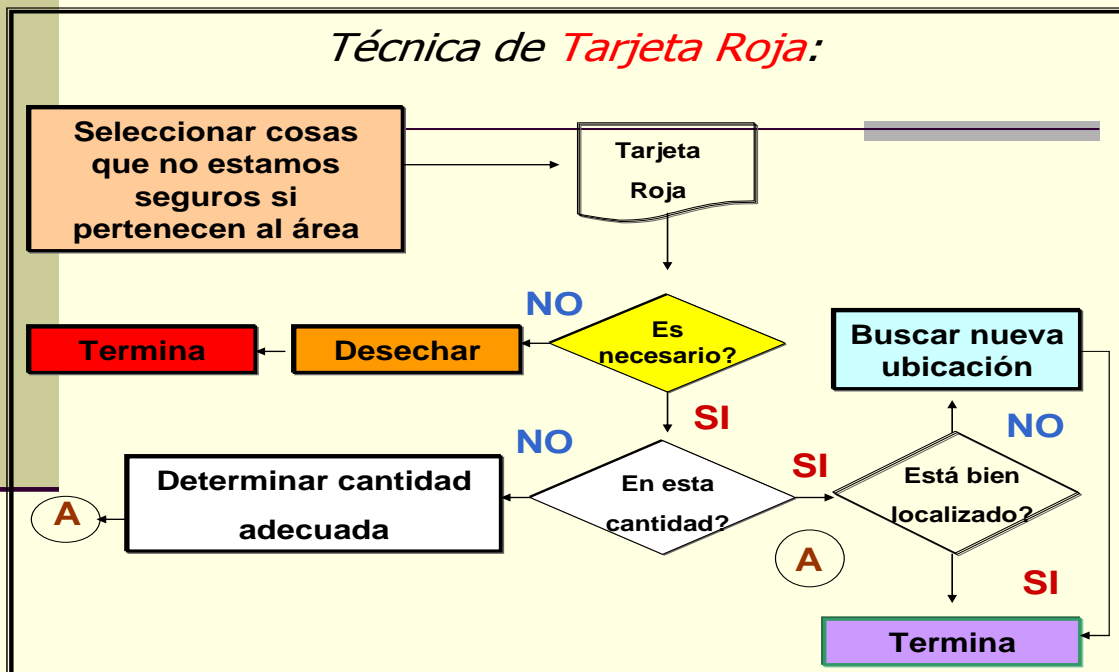 Técnica de Tarjeta Roja:
Seleccionar cosas
que no estamos
seguros si
pertenecen al área
Tarjeta
Roja
NO
Es
necesario?
Desechar
Termina
SI
Buscar nueva
ubicación
NO
En esta
cantidad?
SI
NO
Está bien
localizado?
Determinar cantidad
adecuada
A
A
SI
Termina